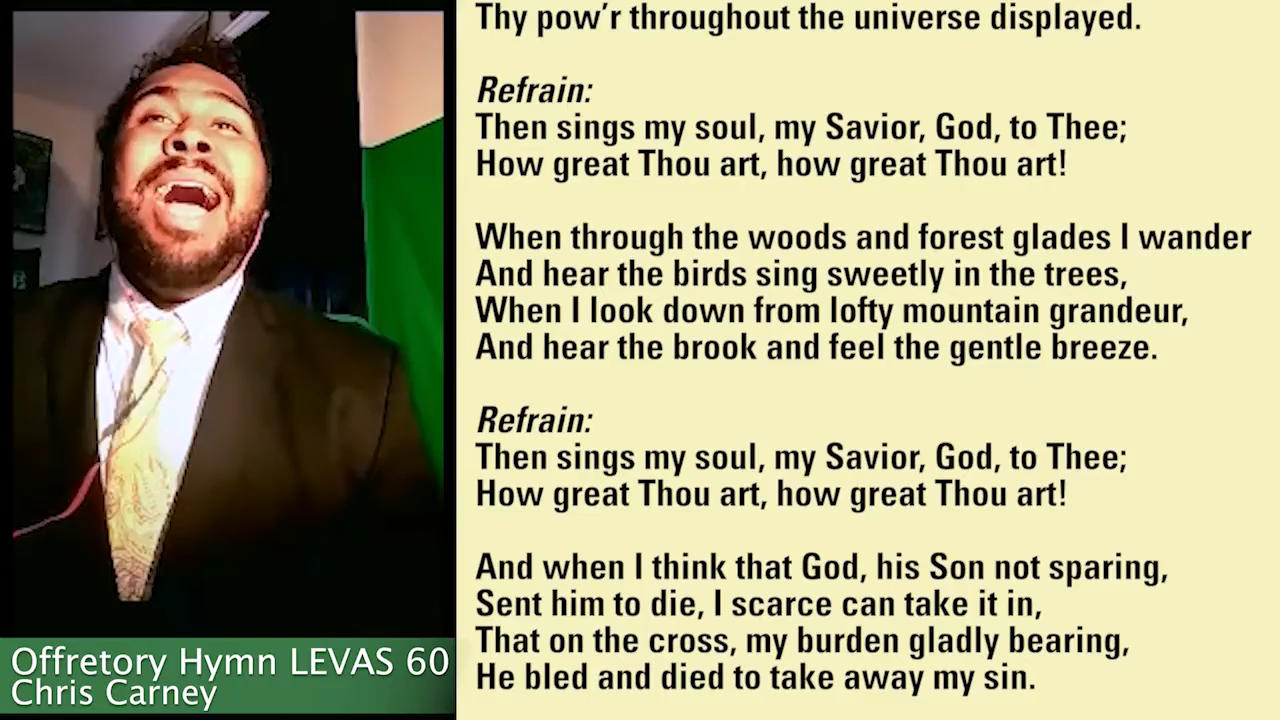 Thy pow'r throughout the universe displayed.
Refrain:
Then sings my soul, my Savior, God, to Thee;
How great Thou art, how great Thou art!
When through the woods and forest glades I wander
And hear the birds sing sweetly in the trees,
When I look down from lofty mountain grandeur,
And hear the brook and feel the gentle breeze.
Refrain:
Then sings my soul, my Savior, God, to Thee;
How great Thou art, how great Thou art!
And when I think that God, his Son not sparing,
Sent him to die, I scarce can take it in,
That on the cross, my burden gladly bearing,
He bled and died to take away my sin.
Offretory Hymn LEVAS 60
Chris Carney